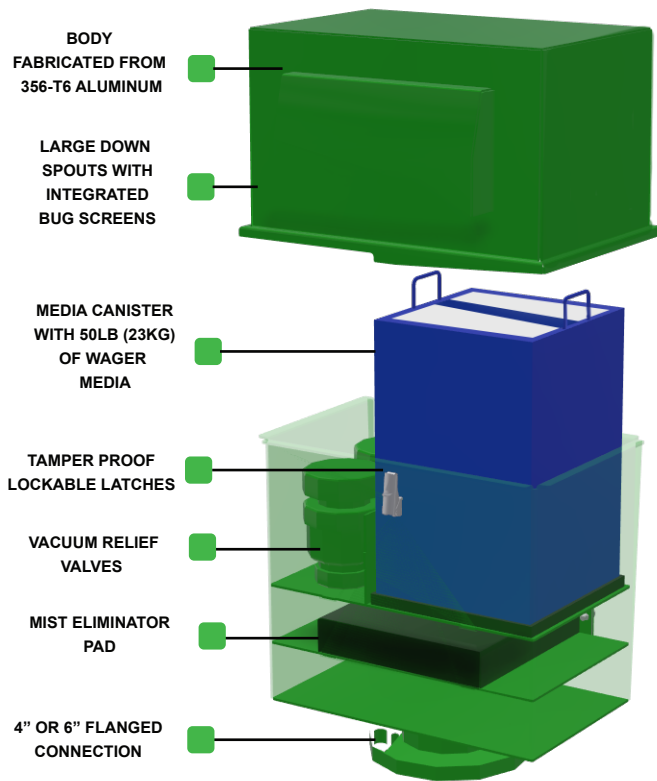 BODY
FABRICATED FROM
356-T6 ALUMINUM
LARGE DOWN
SPOUTS WITH
INTEGRATED
BUG SCREENS
MEDIA CANISTER
WITH 50LB (23KG)
OF WAGER
MEDIA
TAMPER PROOF
LOCKABLE LATCHES
VACUUM RELIEF
VALVES
MIST ELIMINATOR
PAD
4” OR 6” FLANGED
CONNECTION